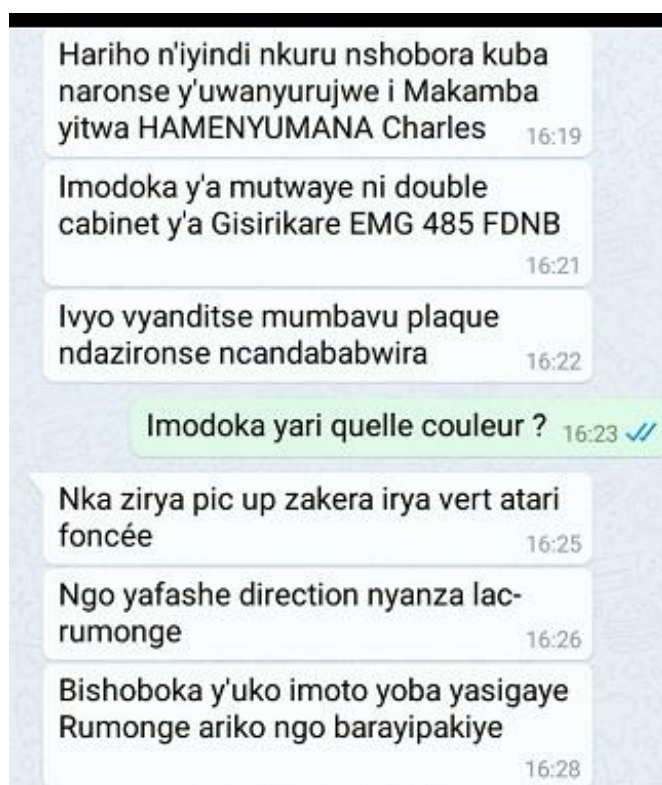 Hariho n'iyindi nkuru nshobora kuba
naronse y'uwanyurujwe i Makamba
yitwa HAMENYUMANA Charles 16:19
Imodoka y'a mutwaye ni double
cabinet y'a Gisirikare EMG 485 FDNB
16:21
Ivyo vyanditse mumbavu plaque
ndazironse ncandababwira 16:22
Imodoka yari quelle couleur ? 16:23
Nka zirya pic up zakera irya vert atari
foncée 16:25
Ngo yafashe direction nyanza lac-
rumonge 16:26
Bishoboka y'uko imoto yoba yasigaye
Rumonge ariko ngo barayipakiye
16:28